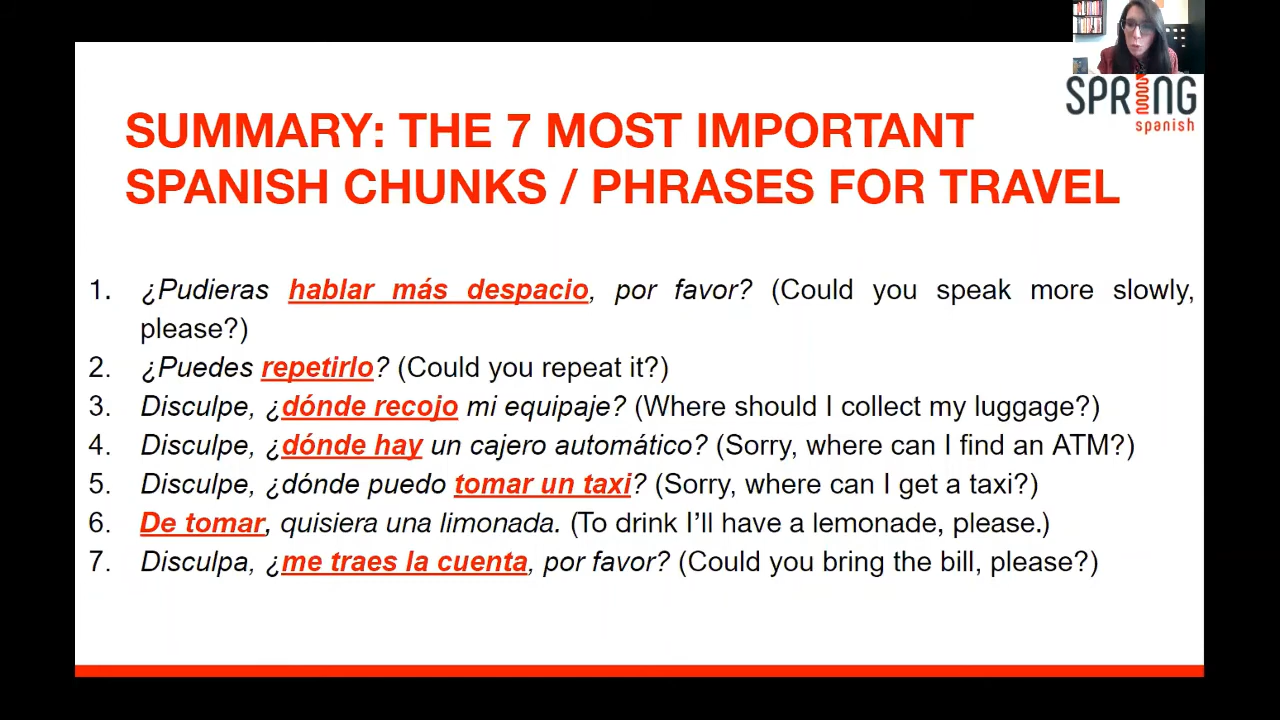 SPRING
spanish
SUMMARY: THE 7 MOST IMPORTANT
SPANISH CHUNKS / PHRASES FOR TRAVEL
1. ¿Pudieras hablar más despacio, por favor? (Could you speak more slowly,
please?)
2. ¿Puedes repetirlo? (Could you repeat it?)
3. Disculpe, ¿dónde recojo mi equipaje? (Where should I collect my luggage?)
4. Disculpe, ¿dónde hay un cajero automático? (Sorry, where can I find an ATM?)
5. Disculpe, ¿dónde puedo tomar un taxi? (Sorry, where can I get a taxi?)
6. De tomar, quisiera una limonada. (To drink I’ll have a lemonade, please.)
7. Disculpa, ¿me traes la cuenta, por favor? (Could you bring the bill, please?)